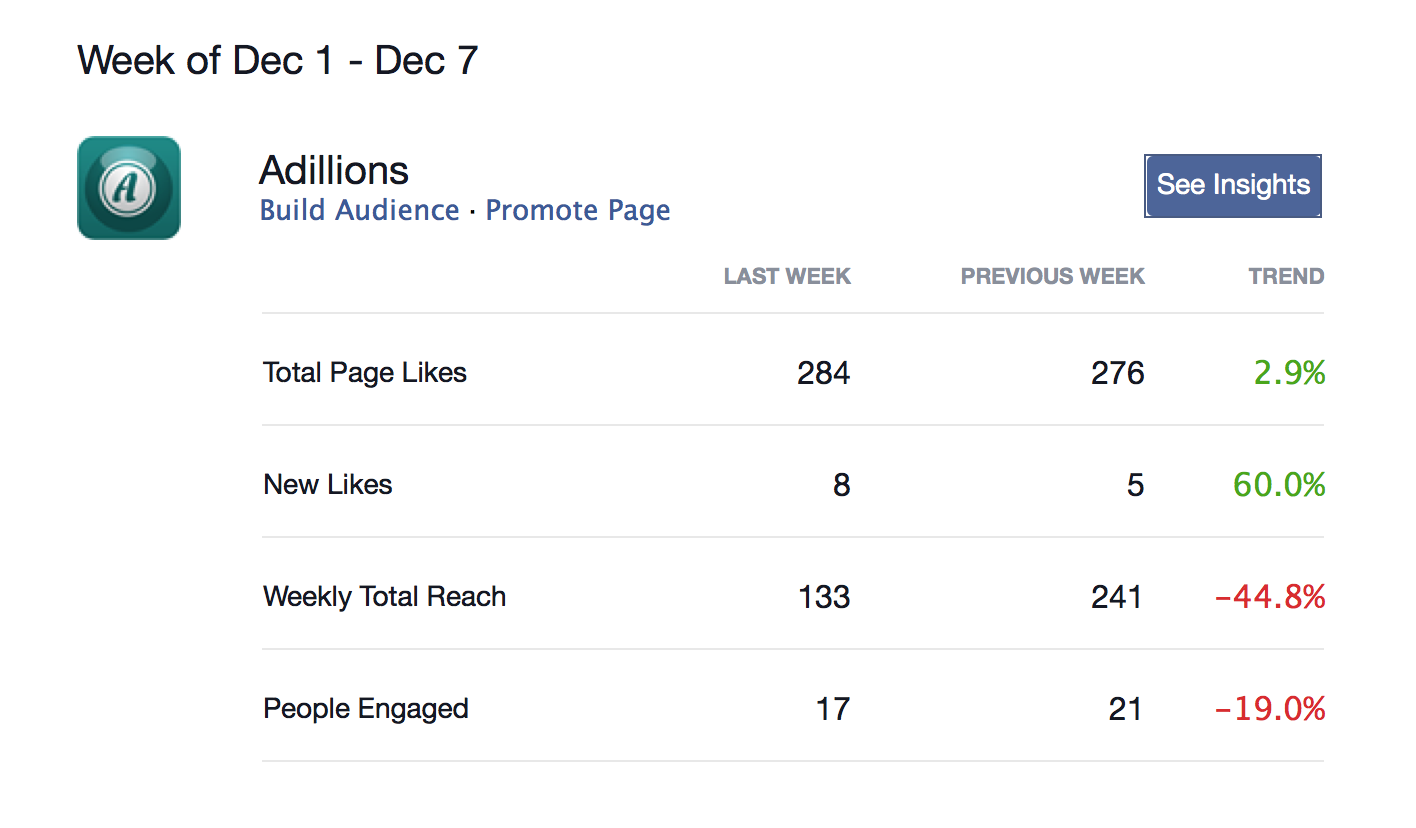 Week of Dec 1 - Dec 7
A
Adillions
See Insights
Build Audience · Promote Page
LAST WEEK PREVIOUS WEEK TREND
Total Page Likes 284 276 2.9%
New Likes 8 5 60.0%
Weekly Total Reach 133 241 −44.8%
People Engaged 17 21 −19.0%